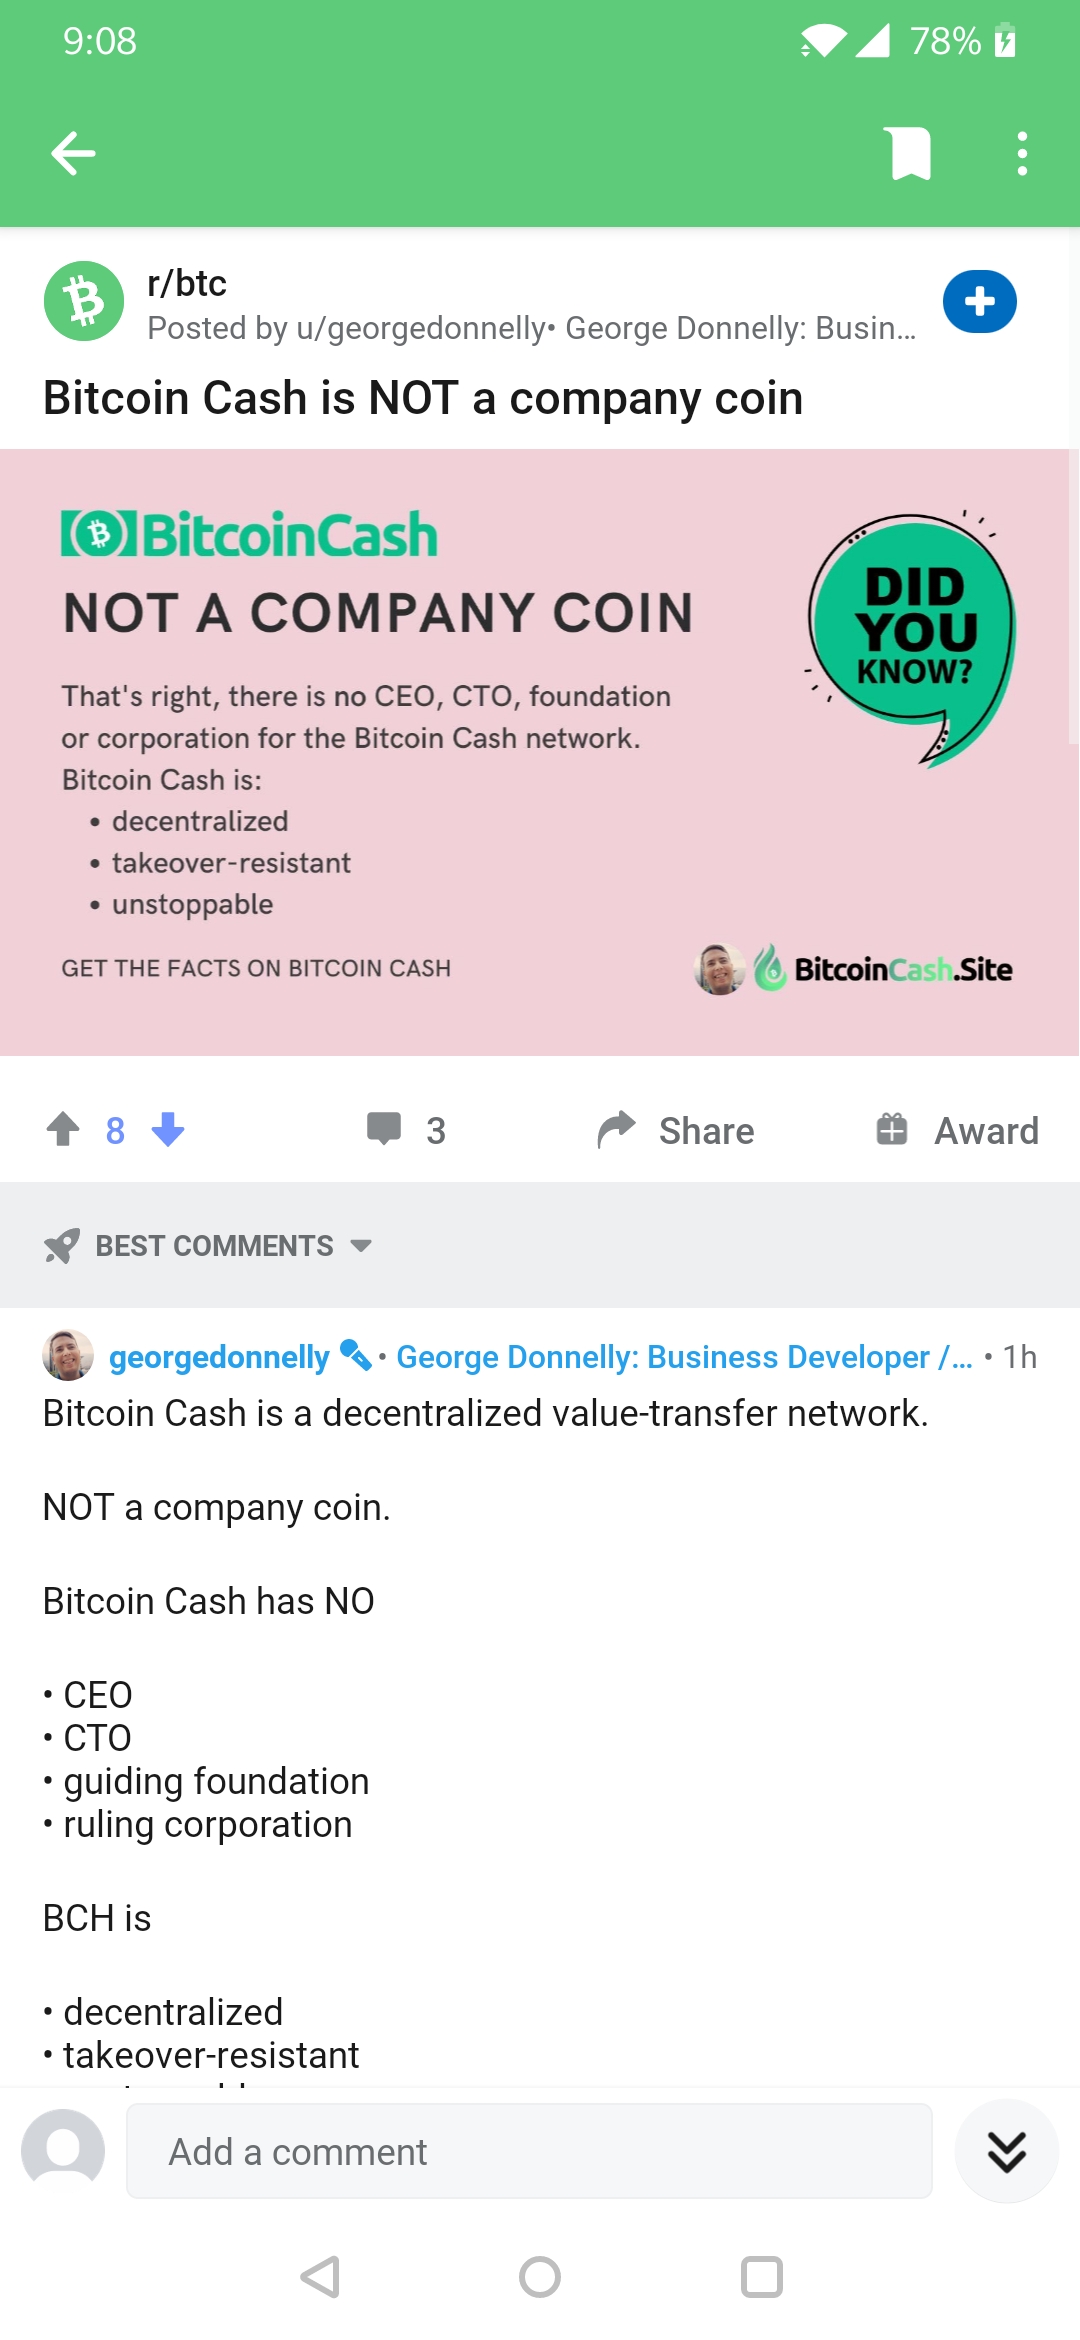 9:08
78%
r/btc
Posted by u/georgedonnelly• George Donnelly: Busin...
Bitcoin Cash is NOT a company coin
BitcoinCash
NOT A COMPANY COIN
DID
YOU
KNOW?
That's right, there is no CEO, CTO, foundation
or corporation for the Bitcoin Cash network.
Bitcoin Cash is:
• decentralized
• takeover-resistant
• unstoppable
GET THE FACTS ON BITCOIN CASH
BitcoinCash.Site
8
3
Share
Award
BEST COMMENTS
georgedonnelly • George Donnelly: Business Developer /... • 1h
Bitcoin Cash is a decentralized value-transfer network.
NOT a company coin.
Bitcoin Cash has NO
• CEO
• CTO
• guiding foundation
• ruling corporation
BCH is
• decentralized
• takeover-resistant
Add a comment